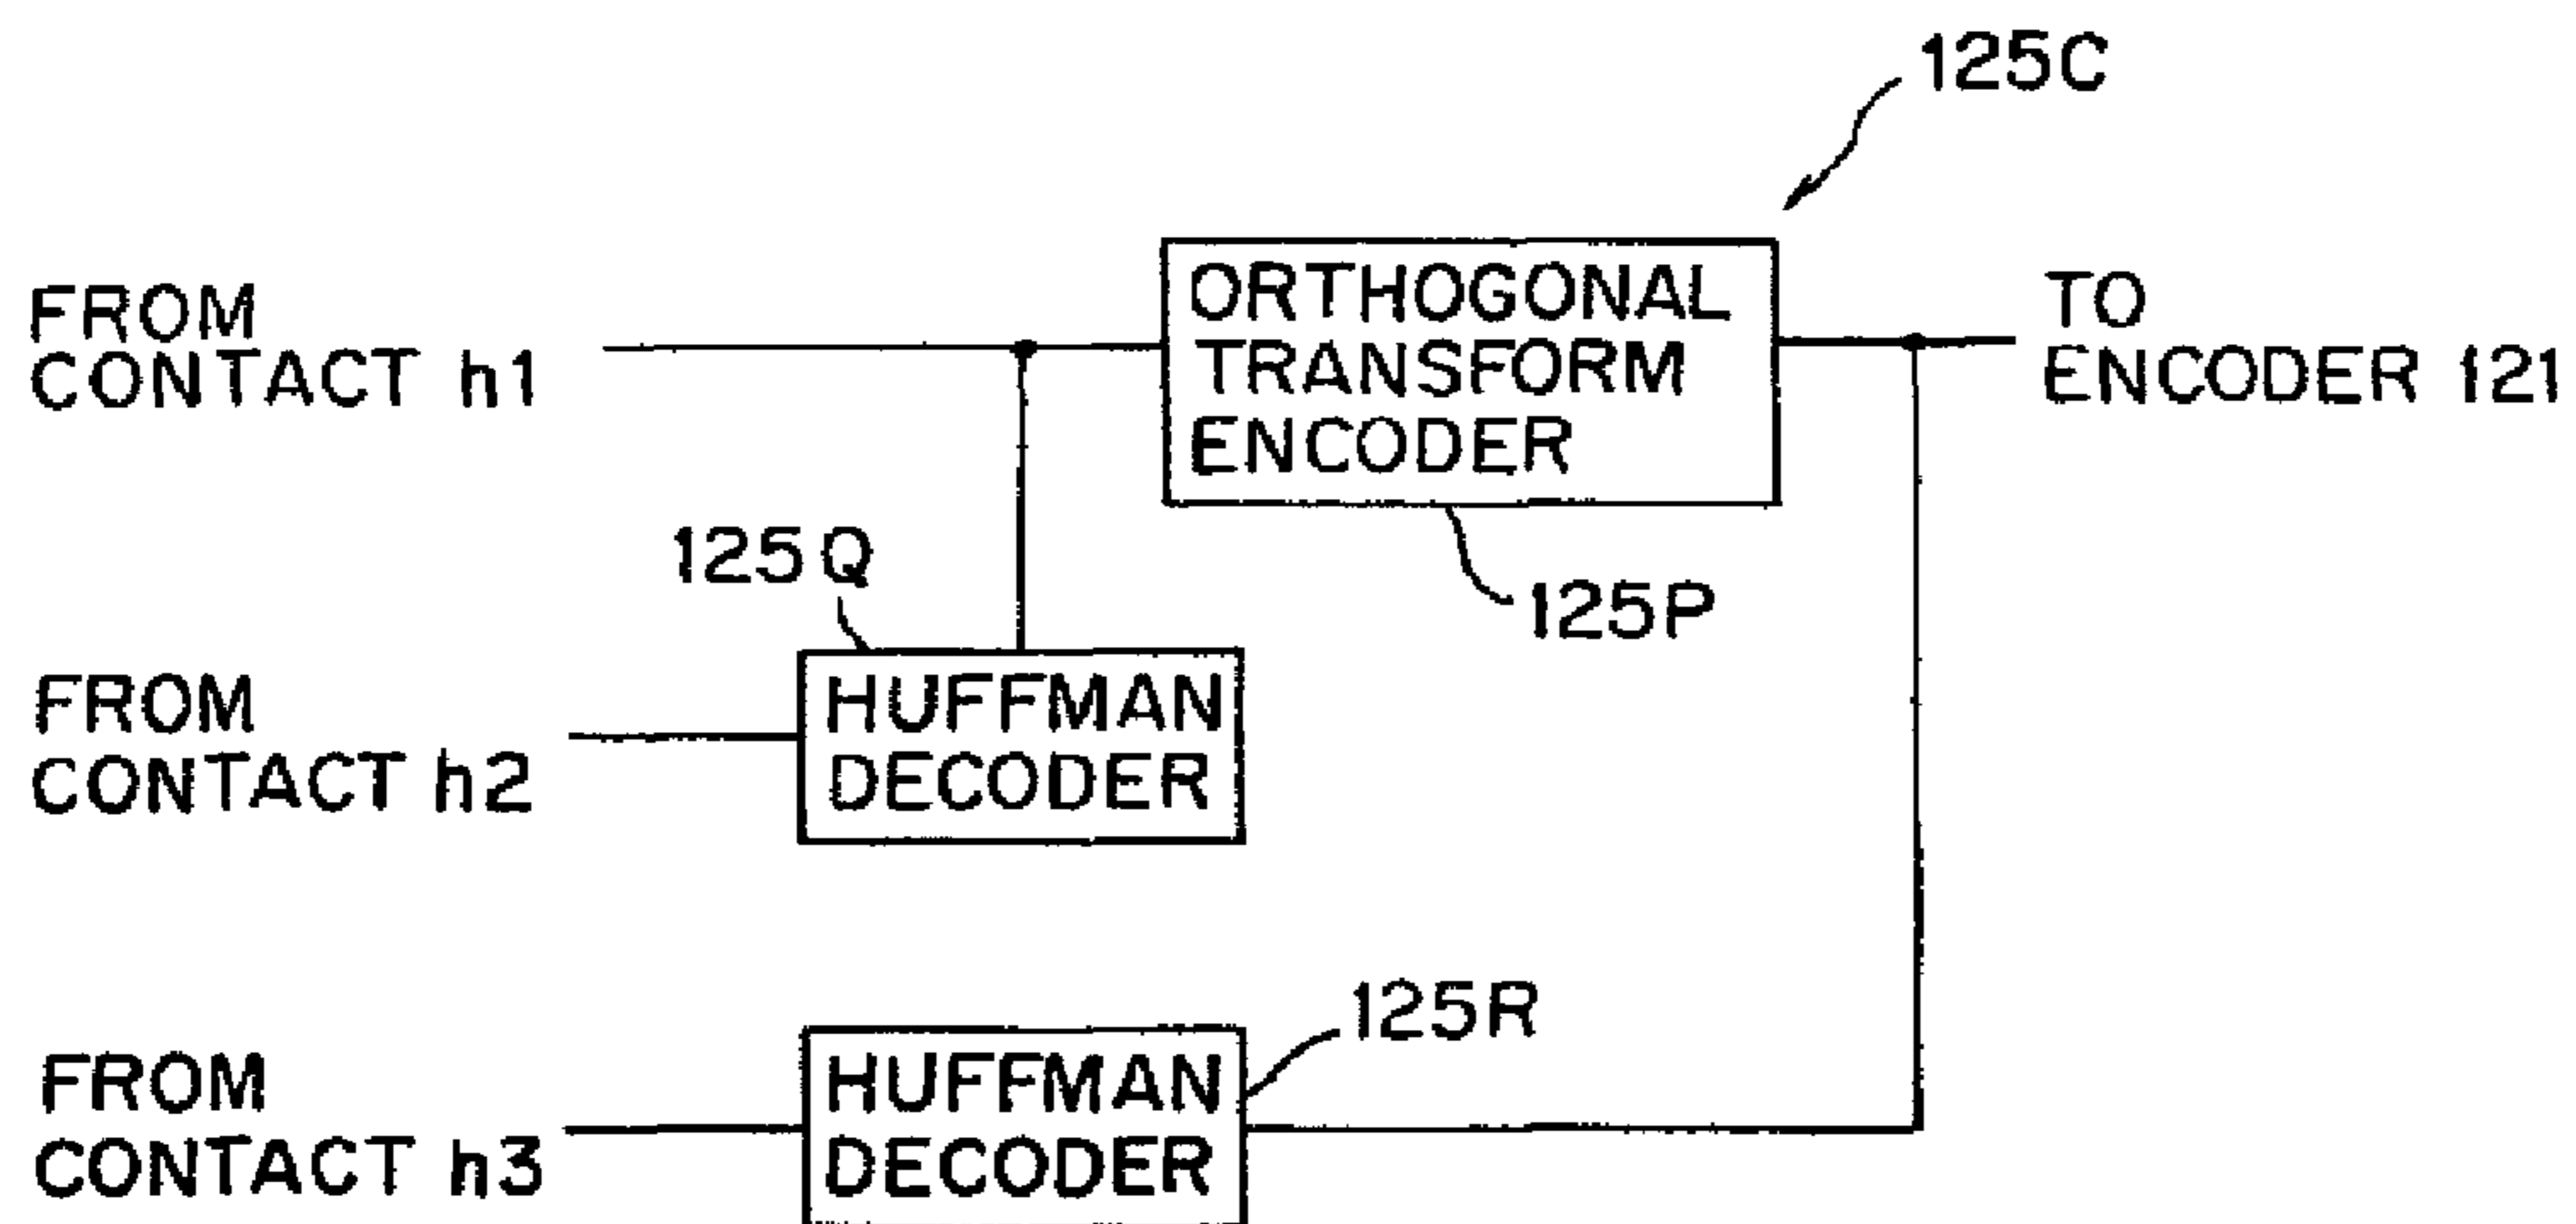 125C
FROM
CONTACT h1
ORTHOGONAL
TRANSFORM
ENCODER
TO
ENCODER 121
125Q
125P
FROM
CONTACT h2
HUFFMAN
DECODER
125R
FROM
CONTACT h3
HUFFMAN
DECODER